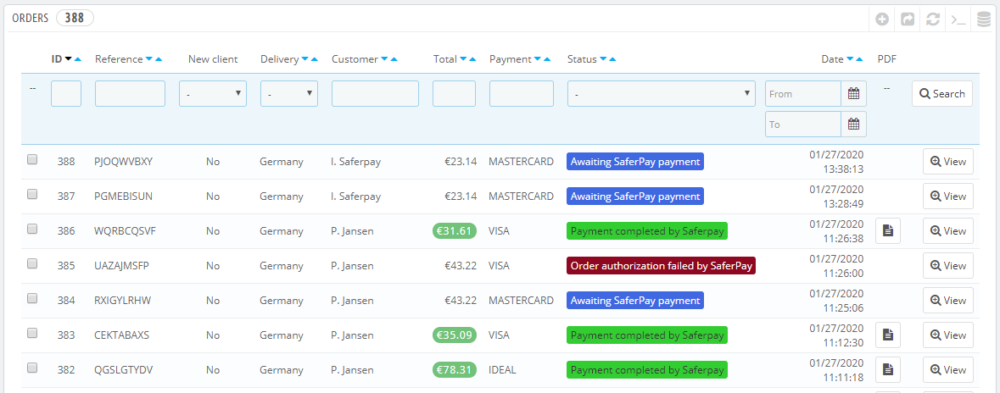 ORDERS 388
ID Reference New client Delivery Customer Total Payment Status Date PDF
-- - - - From -- Search
To
388 PJOQWVBXY No Germany I. Saferpay €23.14 MASTERCARD Awaiting SaferPay payment 01/27/2020 View
13:38:13
387 PGMEBISUN No Germany I. Saferpay €23.14 MASTERCARD Awaiting SaferPay payment 01/27/2020 View
13:28:49
386 WQRBCQSVF No Germany P. Jansen €31.61 VISA Payment completed by Saferpay 01/27/2020 View
11:26:38
385 UAZAJMSFP No Germany P. Jansen €43.22 VISA Order authorization failed by SaferPay 01/27/2020 View
11:26:00
384 RXIGYLRHW No Germany P. Jansen €43.22 MASTERCARD Awaiting SaferPay payment 01/27/2020 View
11:25:06
383 CEKTABAXS No Germany P. Jansen €35.09 VISA Payment completed by Saferpay 01/27/2020 View
11:12:30
382 QGSLGTYDV No Germany P. Jansen €78.31 IDEAL Payment completed by Saferpay 01/27/2020 View
11:11:18